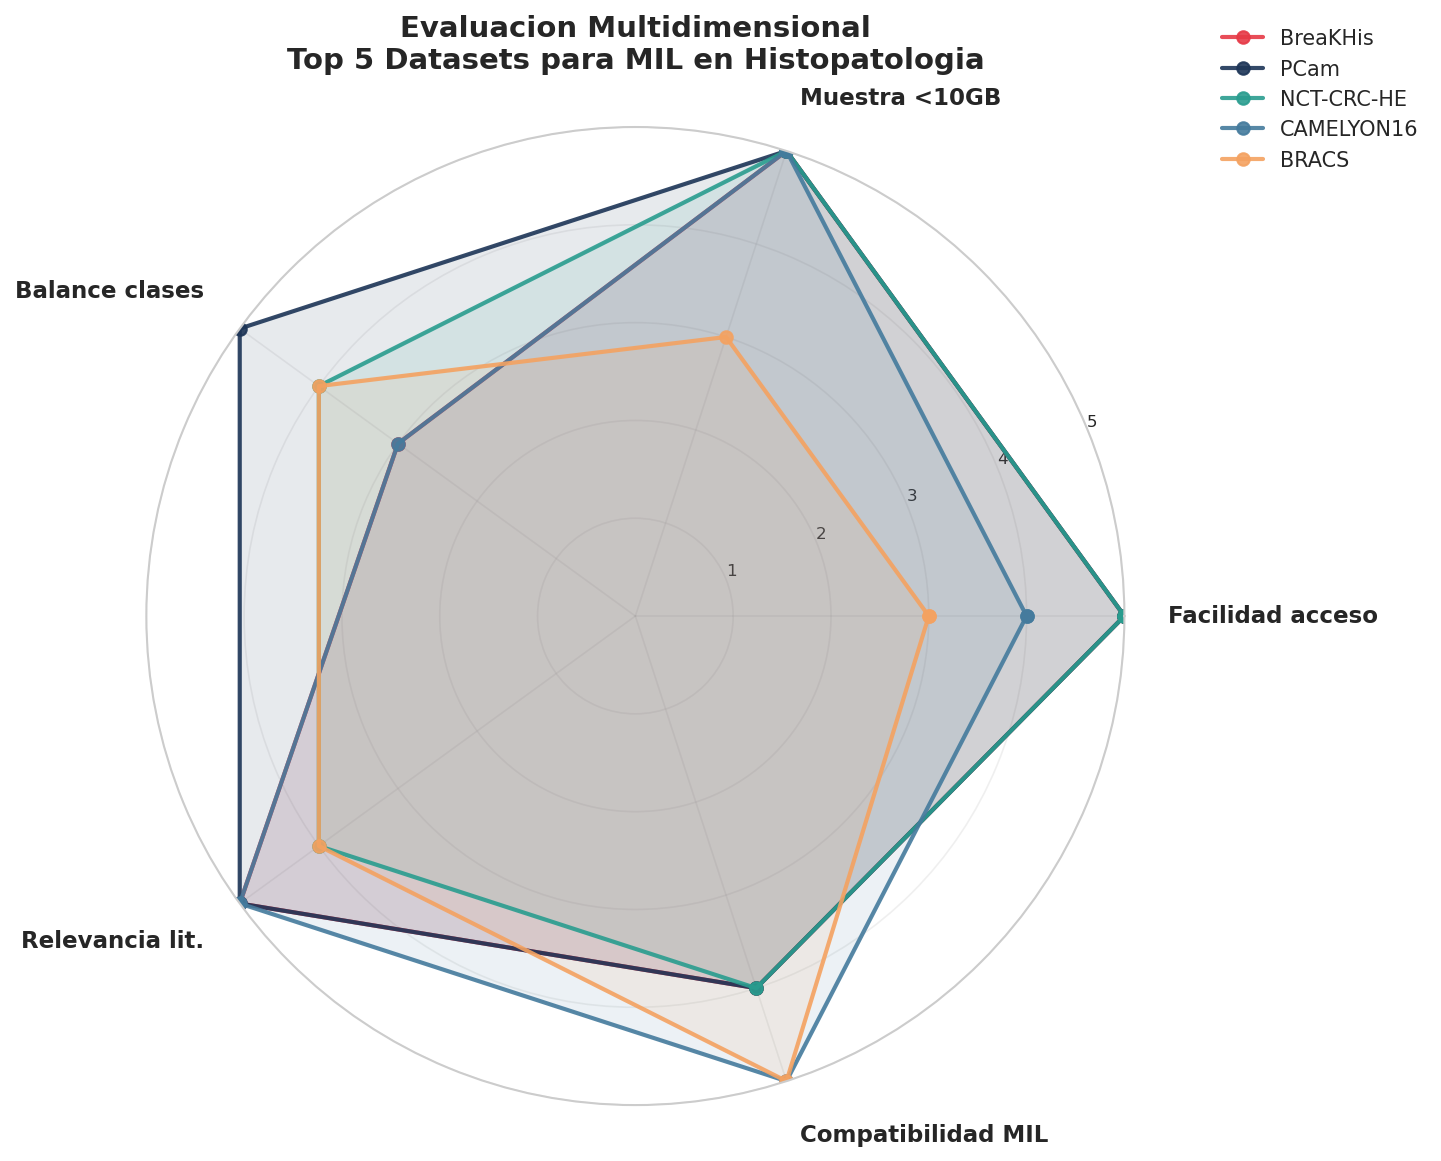 Evaluacion Multidimensional
Top 5 Datasets para MIL en Histopatologia
BreaKHis
PCam
NCT-CRC-HE
CAMELYON16
BRACS
Muestra <10GB
Balance clases
Facilidad acceso
Relevancia lit.
Compatibilidad MIL
5
4
3
2
1